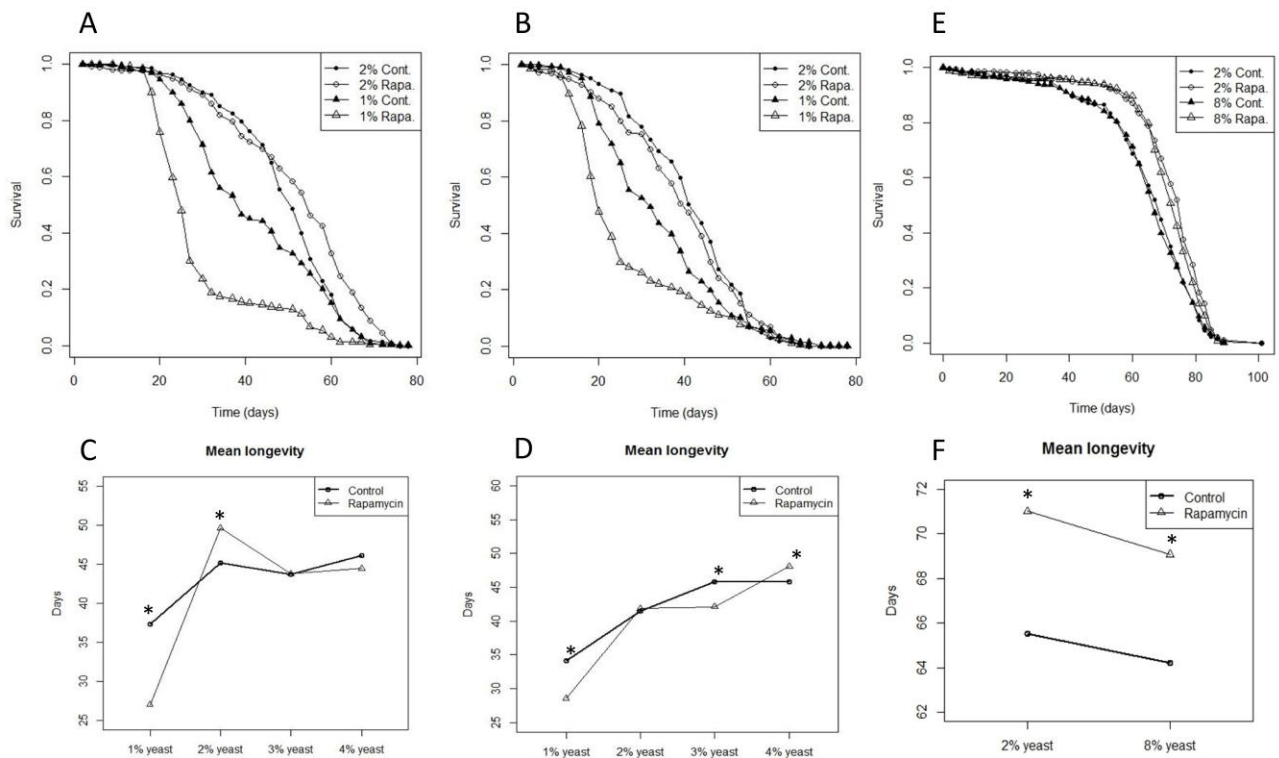 A
B
E
2% Cont.
2% Rapa.
1% Cont.
1% Rapa.
2% Cont.
2% Rapa.
1% Cont.
1% Rapa.
2% Cont.
2% Rapa.
8% Cont.
8% Rapa.
Survival
1.0
0.8
0.6
0.4
0.2
0.0
0 20 40 60 80
Time (days)
Survival
1.0
0.8
0.6
0.4
0.2
0.0
0 20 40 60 80
Time (days)
Survival
1.0
0.8
0.6
0.4
0.2
0.0
0 20 40 60 80 100
Time (days)
C
Mean longevity
Control
Rapamycin
Days
55
50
45
40
35
30
25
* *
1% yeast 2% yeast 3% yeast 4% yeast
D
Mean longevity
Control
Rapamycin
Days
60
55
50
45
40
35
30
25
* * *
1% yeast 2% yeast 3% yeast 4% yeast
F
Mean longevity
Control
Rapamycin
Days
72
70
68
66
64
62
* *
2% yeast 8% yeast